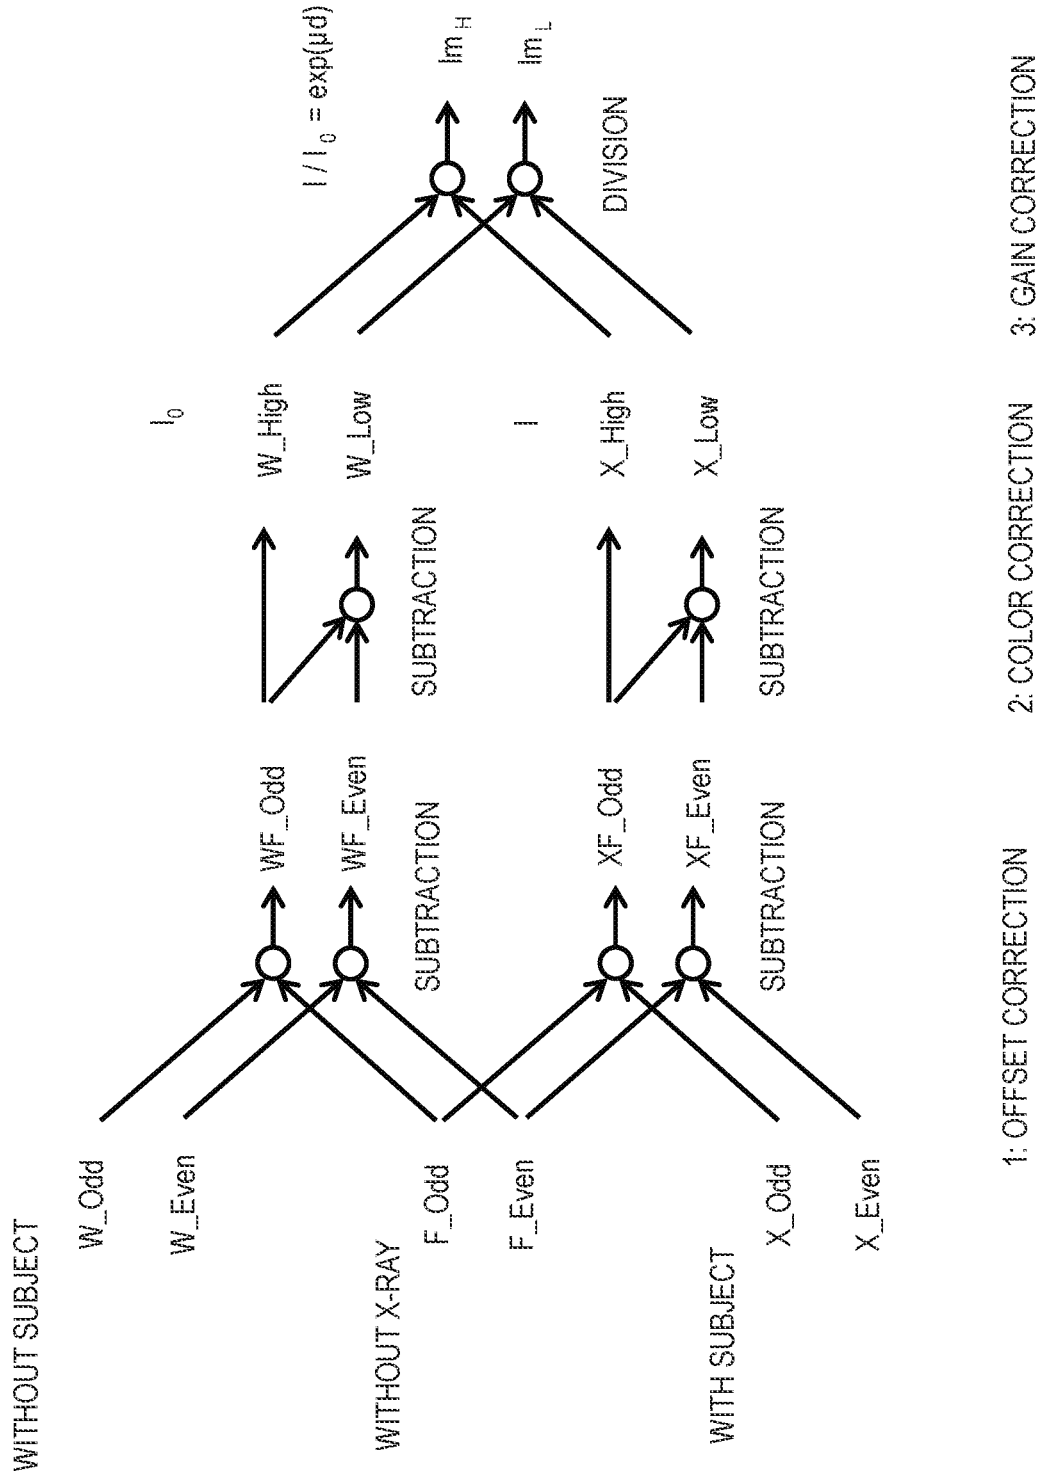 WITHOUT SUBJECT
W_Odd
W_Even
WITHOUT X-RAY
F_Odd
F_Even
WITH SUBJECT
X_Odd
X_Even
WF_Odd
WF_Even
SUBTRACTION
XF_Odd
XF_Even
SUBTRACTION
1: OFFSET CORRECTION
I0
W_High
W_Low
SUBTRACTION
I
X_High
X_Low
SUBTRACTION
2: COLOR CORRECTION
I / I0 = exp(μd)
ImH
ImL
DIVISION
3: GAIN CORRECTION